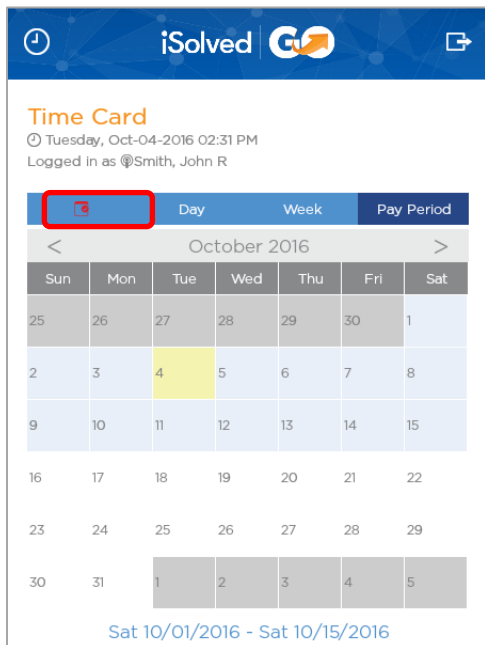 iSolved GO
Time Card
Tuesday, Oct-04-2016 02:31 PM
Logged in as Smith, John R
Day Week Pay Period
< October 2016 >
Sun Mon Tue Wed Thu Fri Sat
25 26 27 28 29 30 1
2 3 4 5 6 7 8
9 10 11 12 13 14 15
16 17 18 19 20 21 22
23 24 25 26 27 28 29
30 31 1 2 3 4 5
Sat 10/01/2016 - Sat 10/15/2016